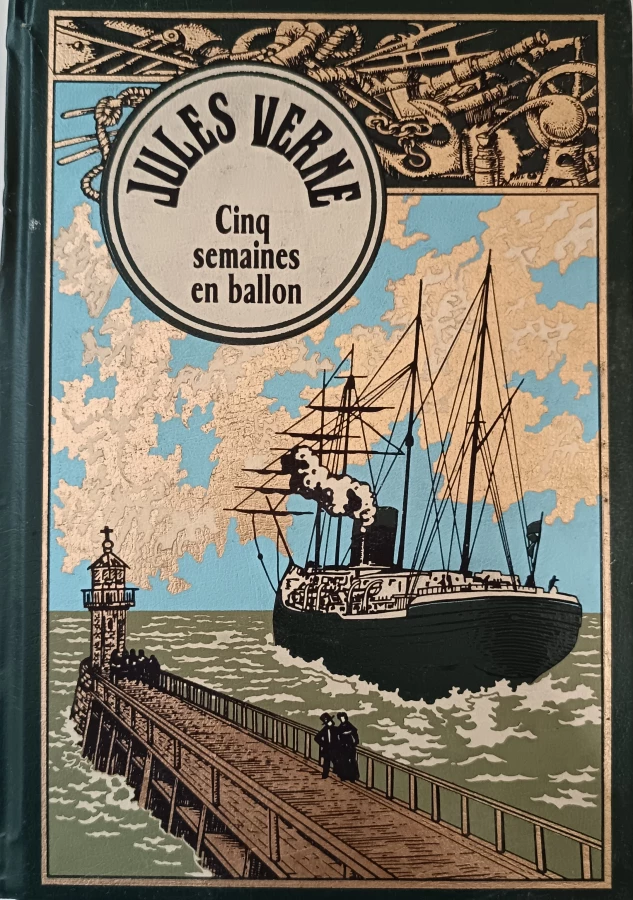 JULES VERNE
Cinq
semaines
en ballon